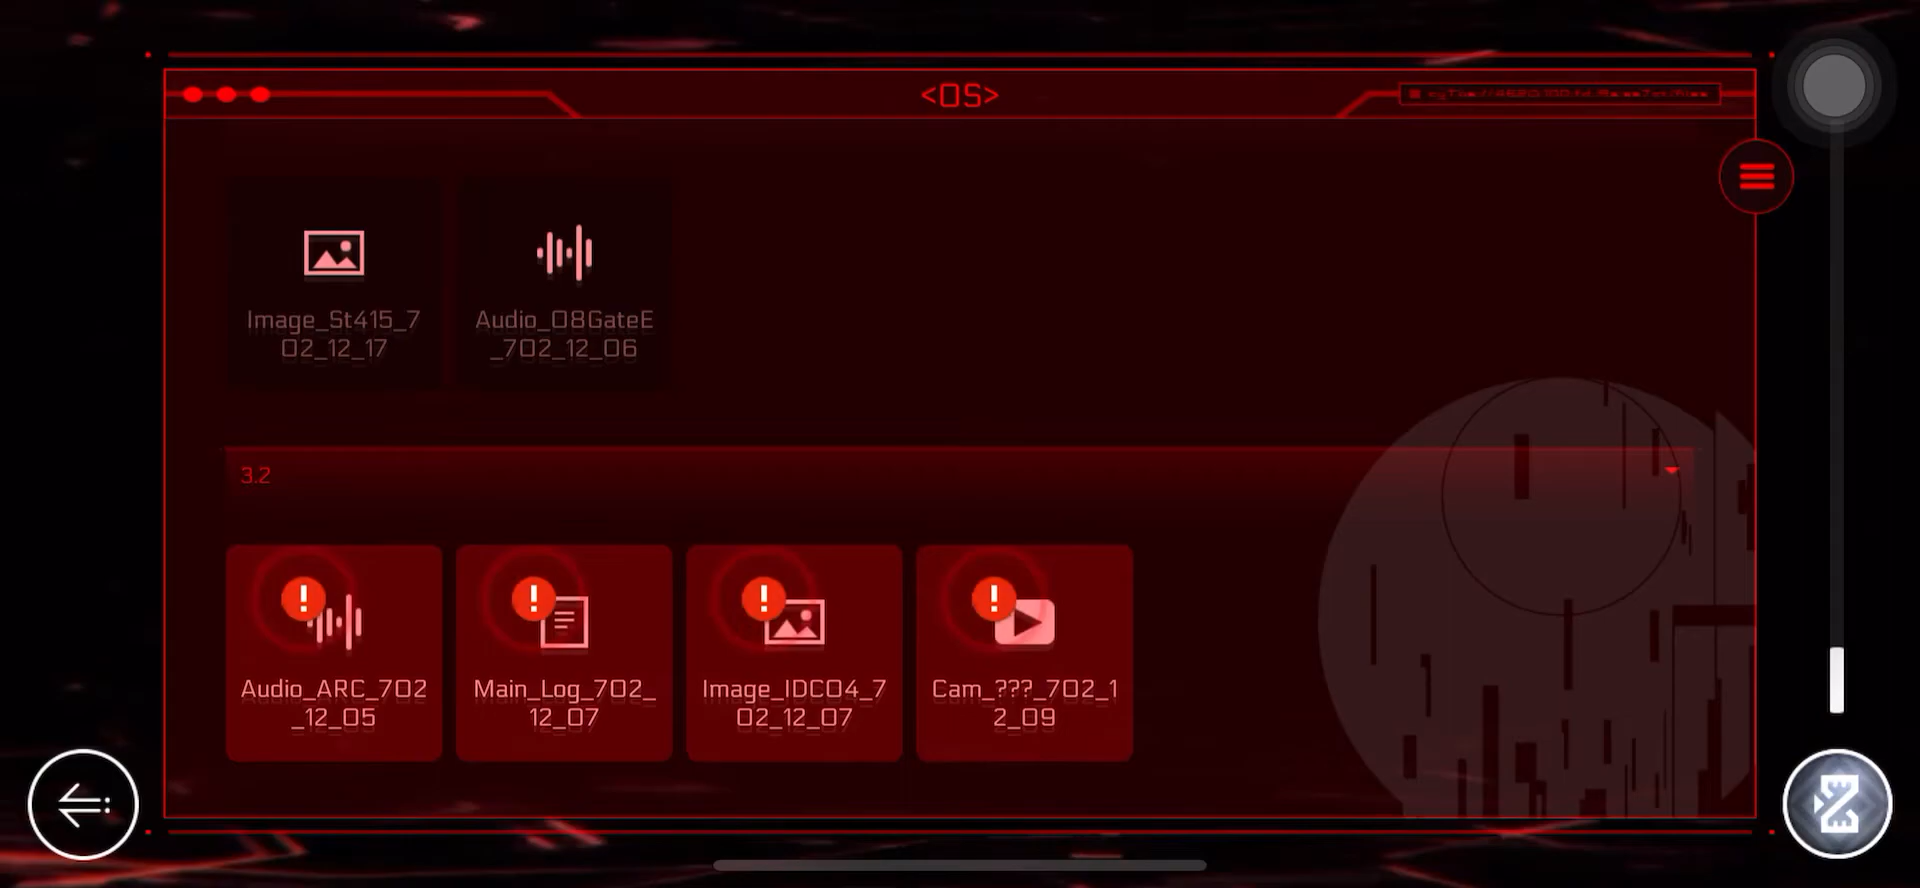 <OS>
Image_St415_7
02_12_17
Audio_08GateE
_702_12_06
3.2
Audio_ARC_702
_12_05
Main_Log_702_
12_07
Image_IDC04_7
02_12_07
Cam_???_702_1
2_09